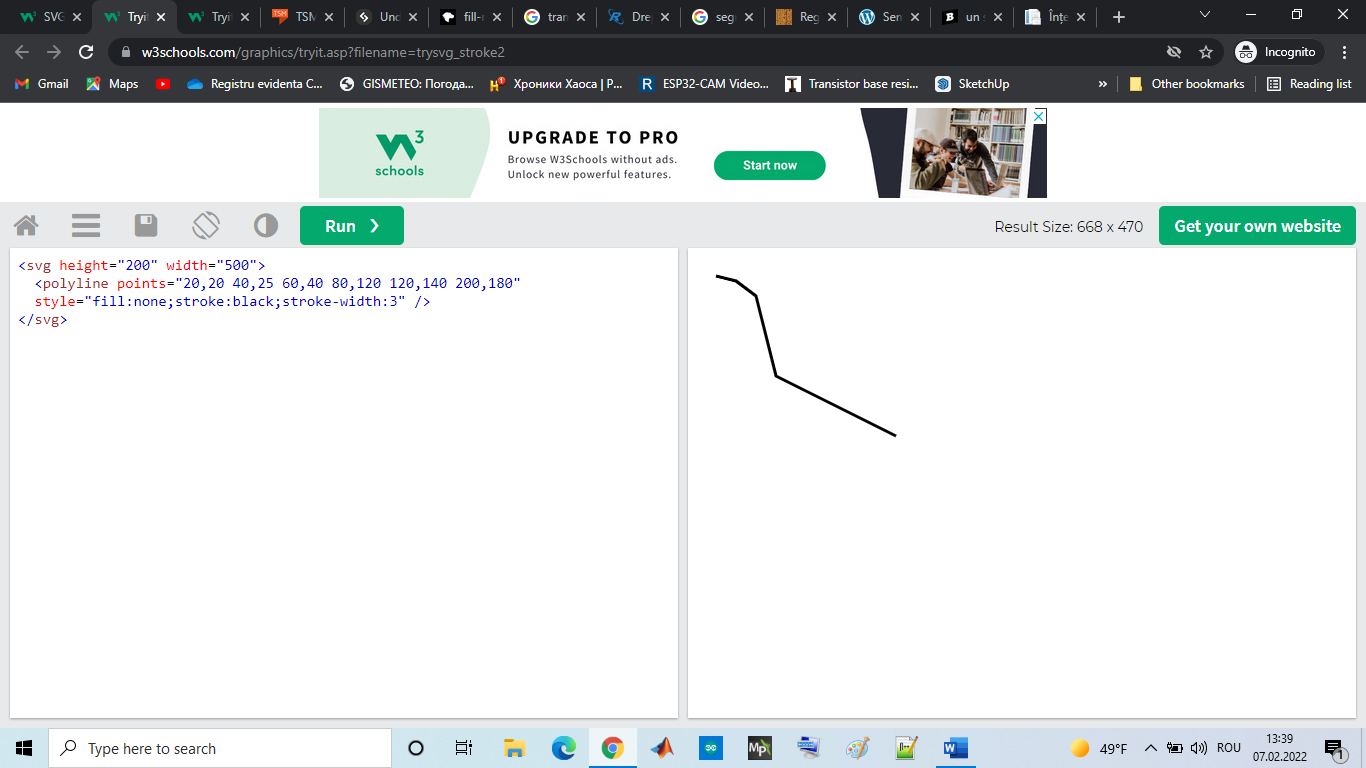 SVG
Tryit
Tryit
TSM
Unc
fill-r
tran
Dre
seg
Reg
Sen
un s
Înțe
w3schools.com/graphics/tryit.asp?filename=trysvg_stroke2
Incognito
Gmail
Maps
Registru evidenta C...
GISMETEO: Погода...
Хроники Хаоса | P...
R
ESP32-CAM Video...
Transistor base resi...
SketchUp
»
Other bookmarks
Reading list
W3
schools
UPGRADE TO PRO
Browse W3Schools without ads.
Unlock new powerful features.
Start now
Run ❯
Result Size: 668 x 470
Get your own website
<svg height="200" width="500">
<polyline points="20,20 40,25 60,40 80,120 120,140 200,180"
style="fill:none;stroke:black;stroke-width:3" />
</svg>
Type here to search
Mp
W
49°F
ROU
13:39
07.02.2022
1